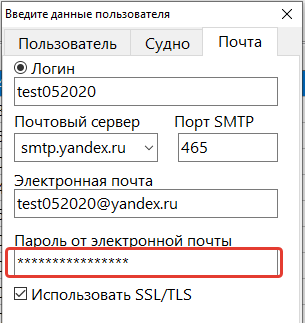 Введите данные пользователя
Пользователь Судно Почта
Логин
test052020
Почтовый сервер Порт SMTP
smtp.yandex.ru 465
Электронная почта
test052020@yandex.ru
Пароль от электронной почты
****************
Использовать SSL/TLS